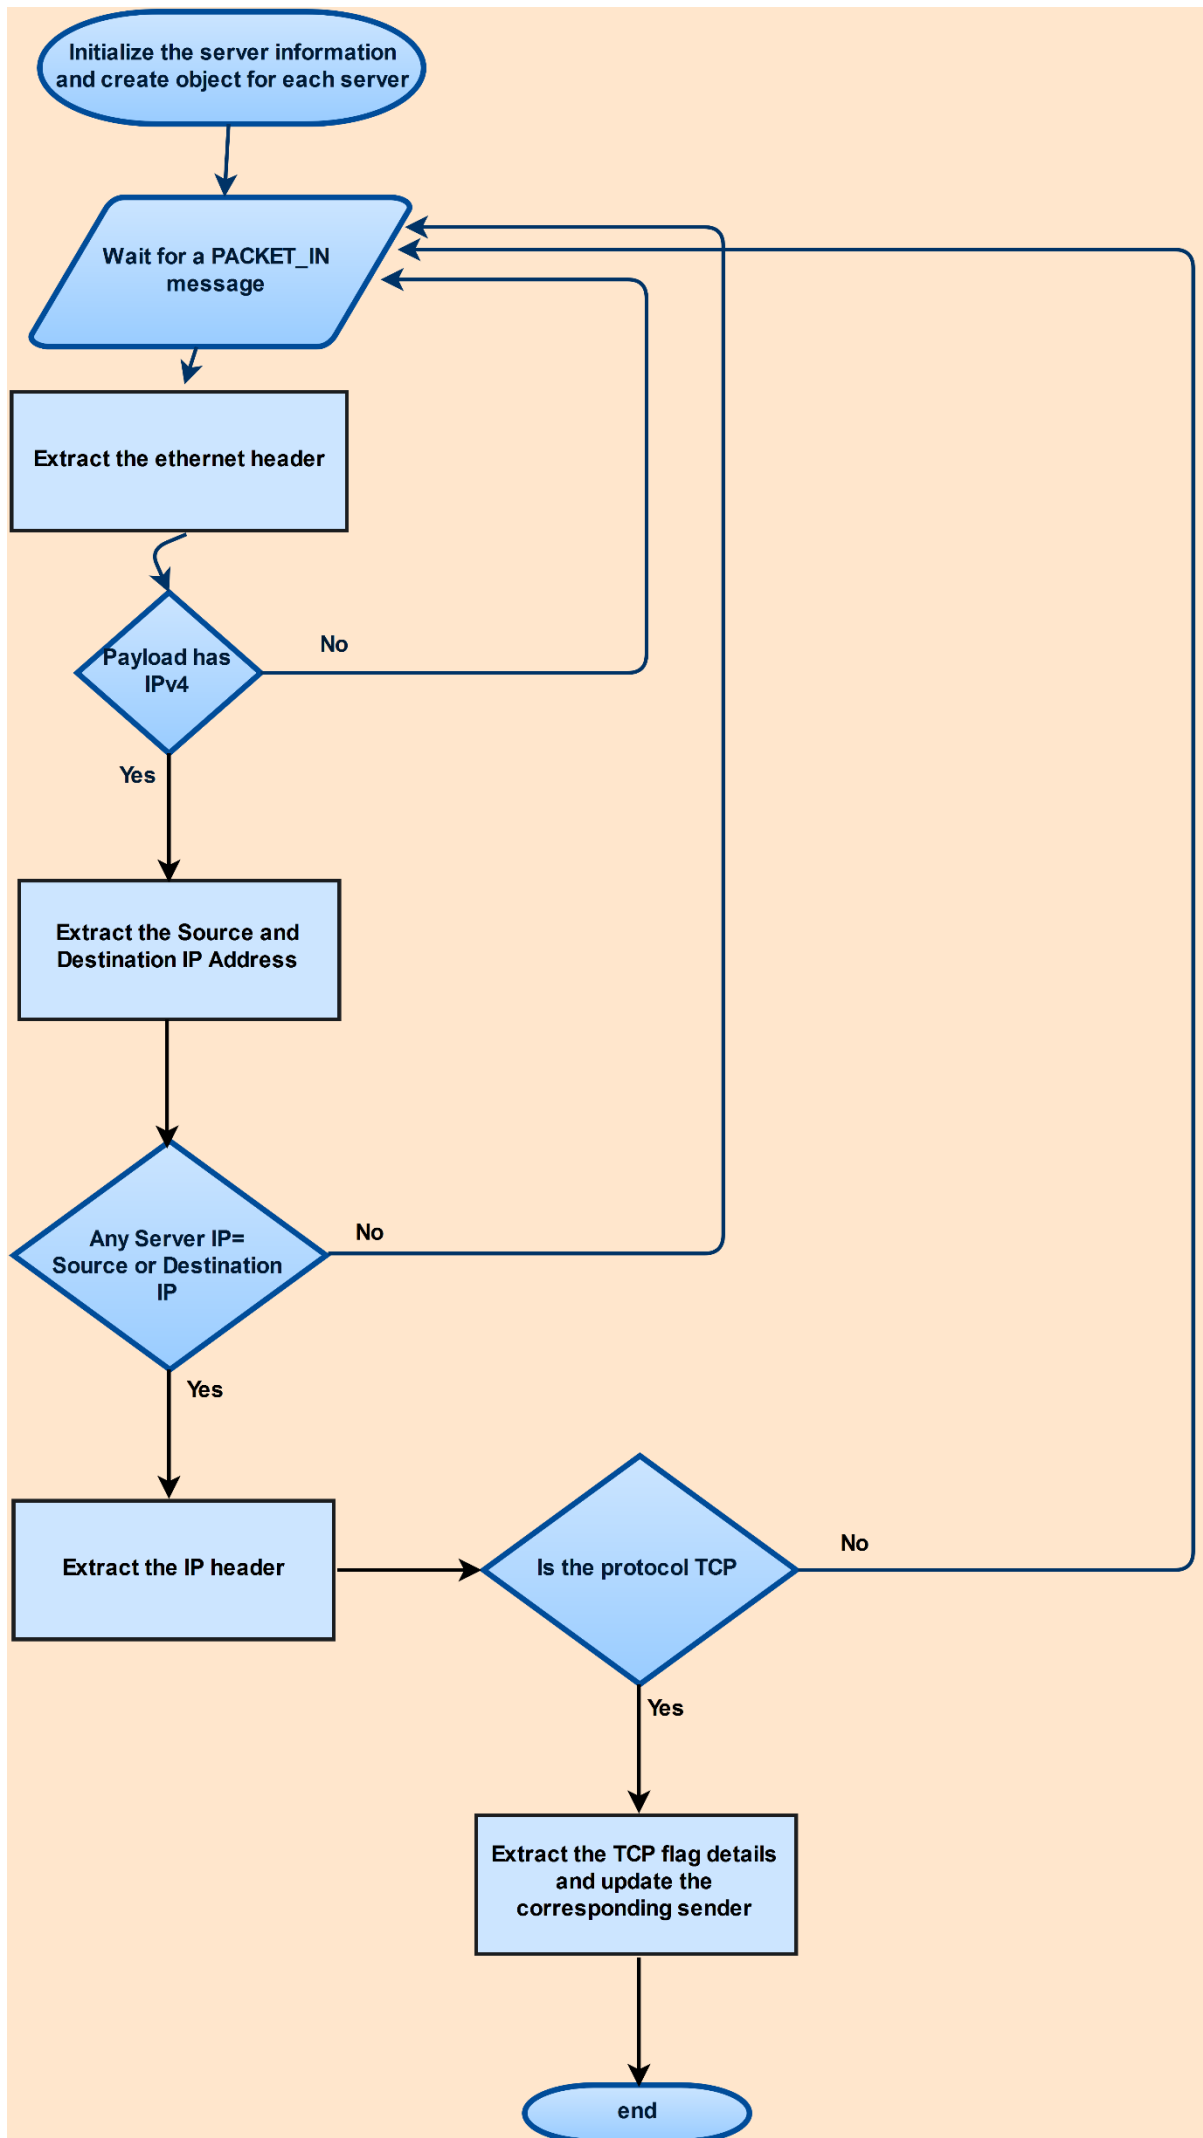 Initialize the server information
and create object for each server
Wait for a PACKET_IN
message
Extract the ethernet header
Payload has
IPv4
No
Yes
Extract the Source and
Destination IP Address
Any Server IP=
Source or Destination
IP
No
Yes
Extract the IP header
Is the protocol TCP
No
Yes
Extract the TCP flag details
and update the
corresponding sender
end